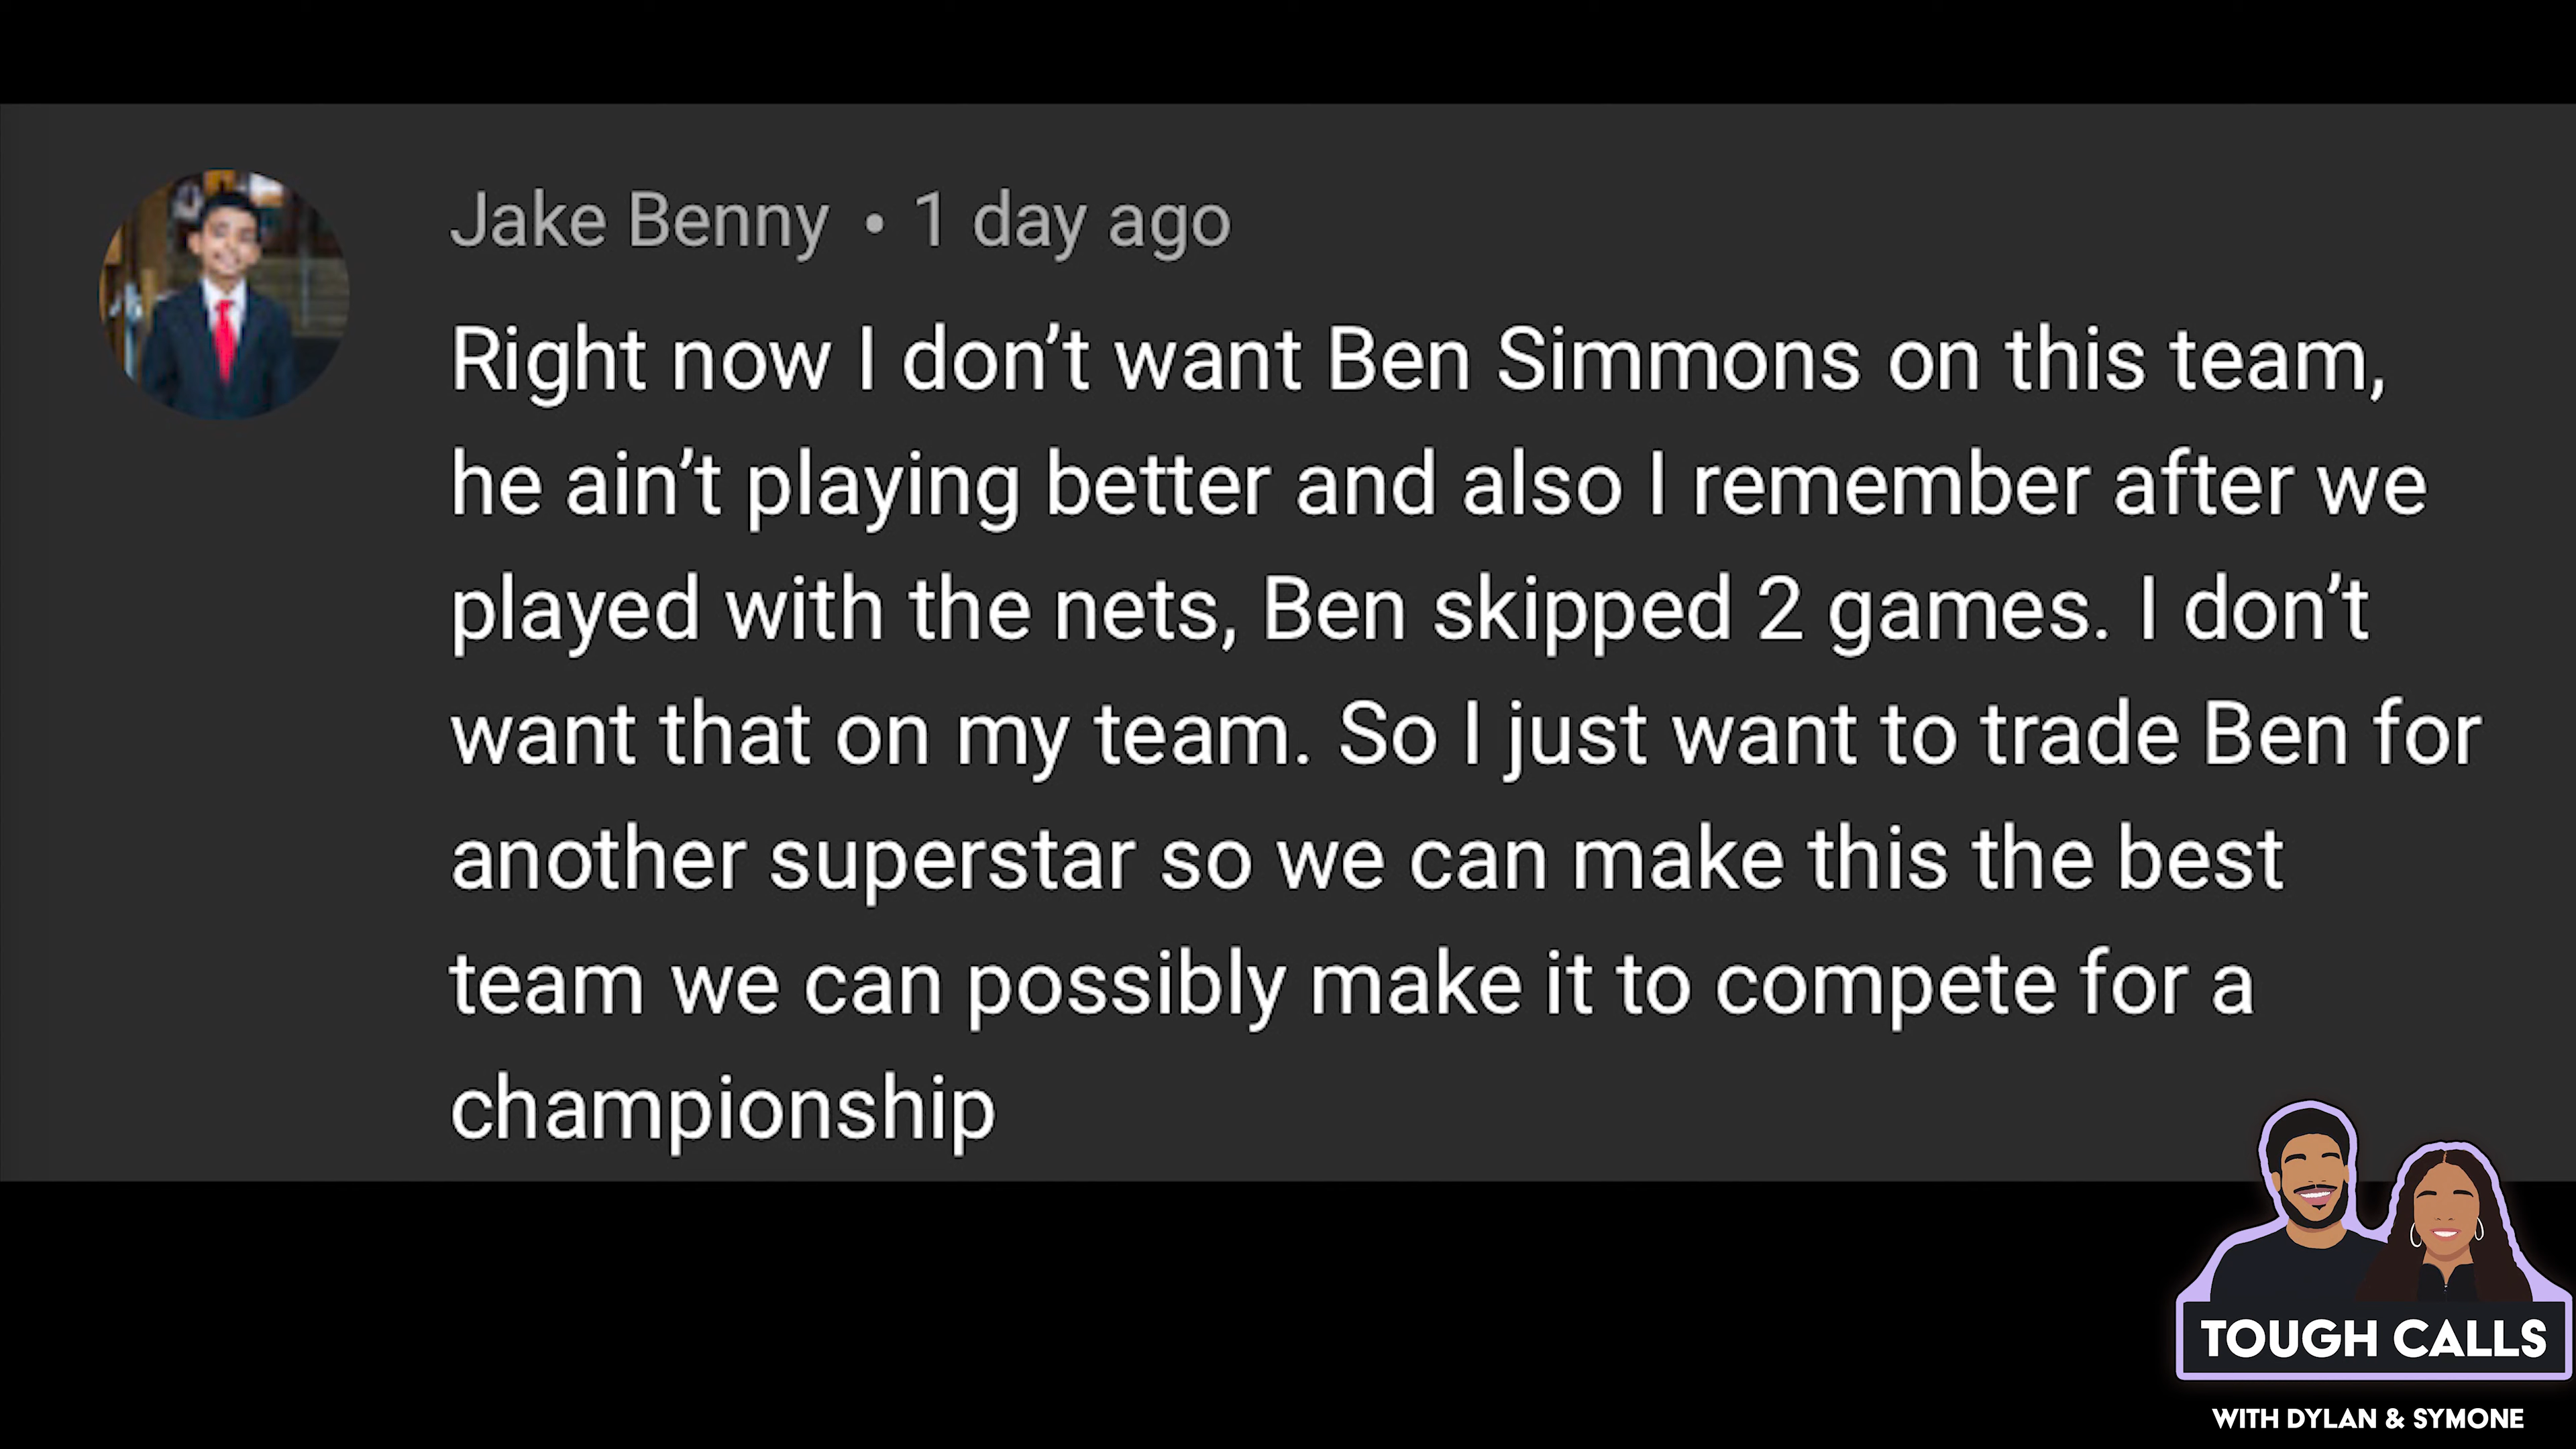 Jake Benny • 1 day ago
Right now I don’t want Ben Simmons on this team,
he ain’t playing better and also I remember after we
played with the nets, Ben skipped 2 games. I don’t
want that on my team. So I just want to trade Ben for
another superstar so we can make this the best
team we can possibly make it to compete for a
championship
TOUGH CALLS
WITH DYLAN & SYMONE